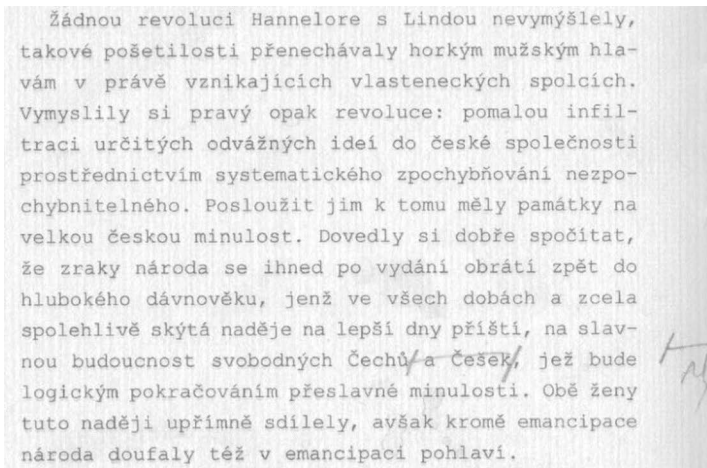 Žádnou revoluci Hannelore s Lindou nevymýšlely,
takové pošetilosti přenechávaly horkým mužským hla-
vám v právě vznikajících vlasteneckých spolcích.
Vymyslily si pravý opak revoluce: pomalou infil-
traci určitých odvážných ideí do české společnosti
prostřednictvím systematického zpochybňování nezpo-
chybnitelného. Posloužit jim k tomu měly památky na
velkou českou minulost. Dovedly si dobře spočítat,
že zraky národa se ihned po vydání obrátí zpět do
hlubokého dávnověku, jenž ve všech dobách a zcela
spolehlivě skýtá naděje na lepší dny příští, na slav-
nou budoucnost svobodných Čechů a Češek, jež bude
logickým pokračováním přeslavné minulosti. Obě ženy
tuto naději upřímně sdílely, avšak kromě emancipace
národa doufaly též v emancipaci pohlaví.